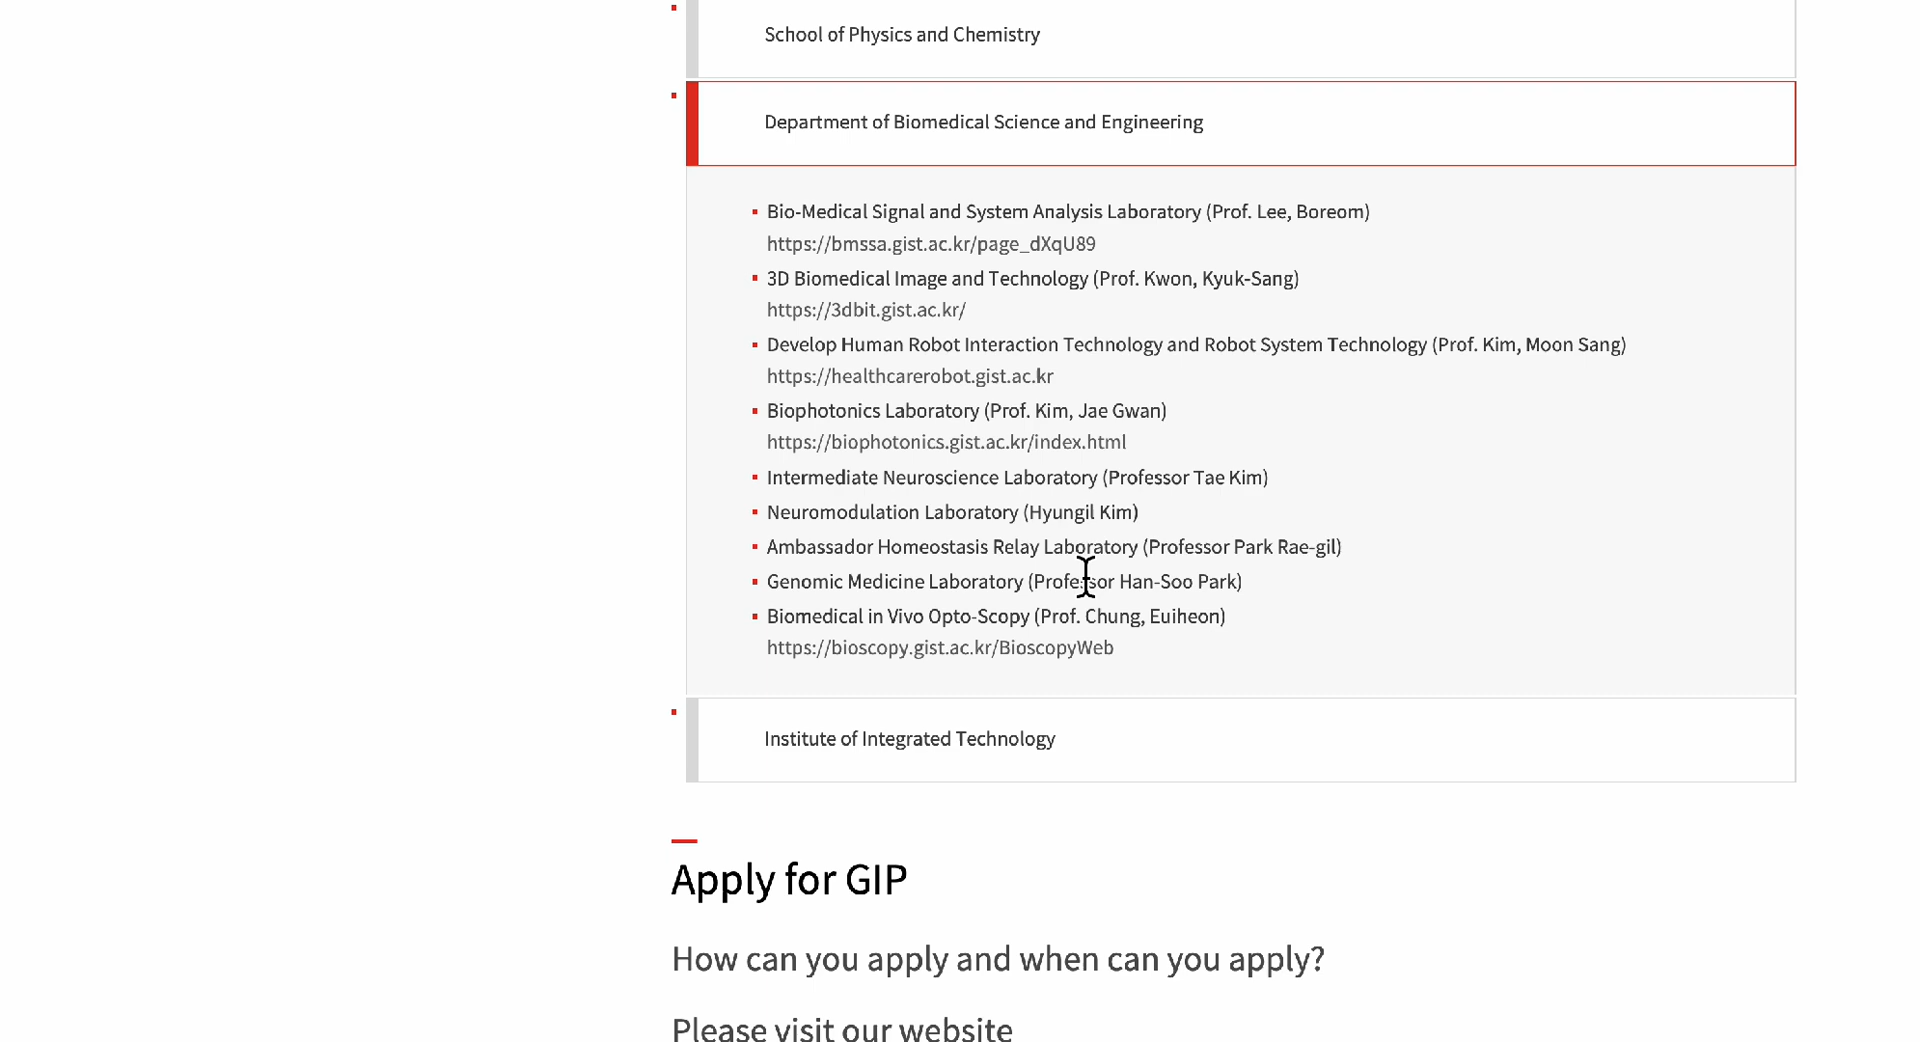 School of Physics and Chemistry
Department of Biomedical Science and Engineering
Bio-Medical Signal and System Analysis Laboratory (Prof. Lee, Boreom)
https://bmssa.gist.ac.kr/page_dXqU89
3D Biomedical Image and Technology (Prof. Kwon, Kyuk-Sang)
https://3dbit.gist.ac.kr/
Develop Human Robot Interaction Technology and Robot System Technology (Prof. Kim, Moon Sang)
https://healthcarerobot.gist.ac.kr
Biophotonics Laboratory (Prof. Kim, Jae Gwan)
https://biophotonics.gist.ac.kr/index.html
Intermediate Neuroscience Laboratory (Professor Tae Kim)
Neuromodulation Laboratory (Hyungil Kim)
Ambassador Homeostasis Relay Laboratory (Professor Park Rae-gil)
Genomic Medicine Laboratory (Professor Han-Soo Park)
Biomedical in Vivo Opto-Scopy (Prof. Chung, Euiheon)
https://bioscopy.gist.ac.kr/BioscopyWeb
Institute of Integrated Technology
Apply for GIP
How can you apply and when can you apply?
Please visit our website